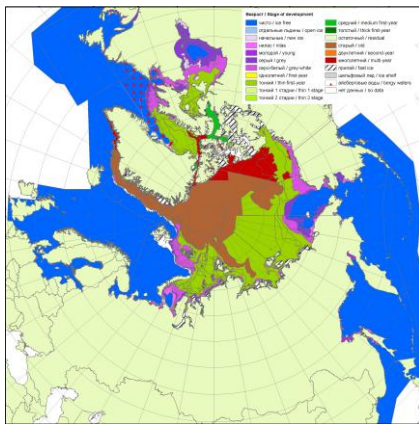 Возраст / Stage of development
чисто / ice free
отдельные льдины / open ice
начальные / new ice
нилас / nilas
молодой / young
серый / grey
серо-белый / grey-white
однолетний / first-year
тонкий / thin first-year
тонкий 1 стадии / thin 1 stage
тонкий 2 стадии / thin 2 stage
средний / medium first-year
толстый / thick first-year
остаточный / residual
старый / old
двухлетний / second-year
многолетний / multi-year
припай / fast ice
шельфовый лед / ice shelf
айсберговые воды / bergy waters
нет данных / no data